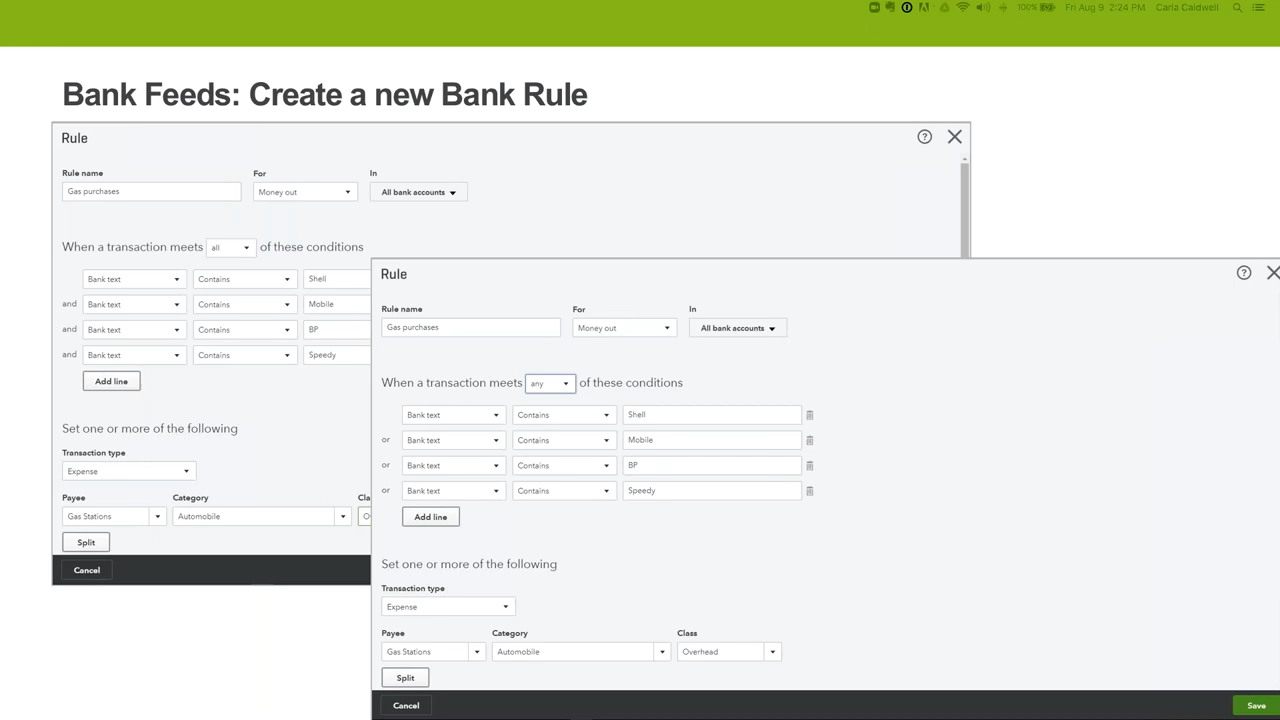 100% Fri Aug 9 2:24 PM Carla Caldwell
Bank Feeds: Create a new Bank Rule
Rule
Rule name For In
Gas purchases Money out All bank accounts
When a transaction meets all of these conditions
Bank text Contains Shell
and Bank text Contains Mobile
and Bank text Contains BP
and Bank text Contains Speedy
Add line
Set one or more of the following
Transaction type
Expense
Payee Category Cla
Gas Stations Automobile O
Split
Cancel
Rule
Rule name For In
Gas purchases Money out All bank accounts
When a transaction meets any of these conditions
Bank text Contains Shell
or Bank text Contains Mobile
or Bank text Contains BP
or Bank text Contains Speedy
Add line
Set one or more of the following
Transaction type
Expense
Payee Category Class
Gas Stations Automobile Overhead
Split
Cancel Save